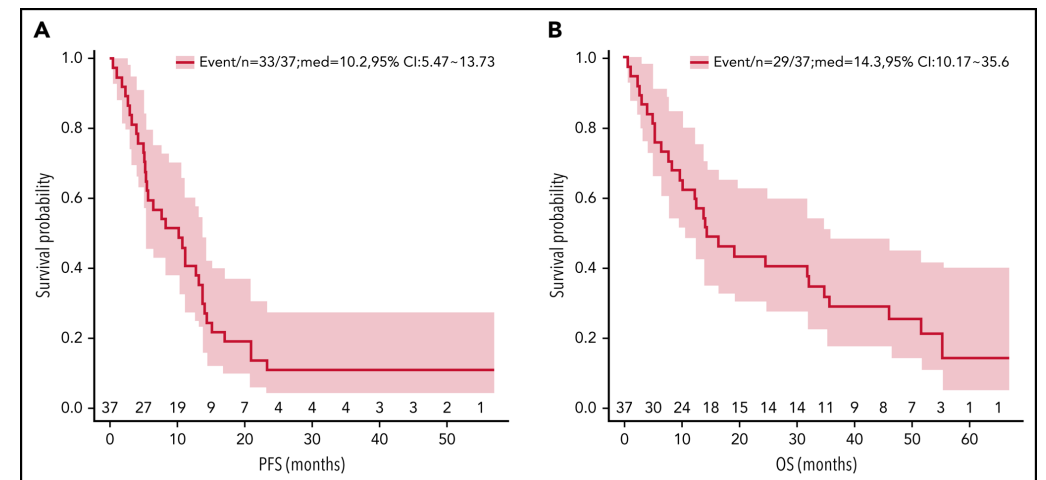 A
Event/n=33/37;med=10.2,95% CI:5.47~13.73
Survival probability
1.0
0.8
0.6
0.4
0.2
0.0
37 27 19 9 7 4 4 4 3 3 2 1
0 10 20 30 40 50
PFS (months)
B
Event/n=29/37;med=14.3,95% CI:10.17~35.6
Survival probability
1.0
0.8
0.6
0.4
0.2
0.0
37 30 24 18 15 14 14 11 9 8 7 3 1 1
0 10 20 30 40 50 60
OS (months)